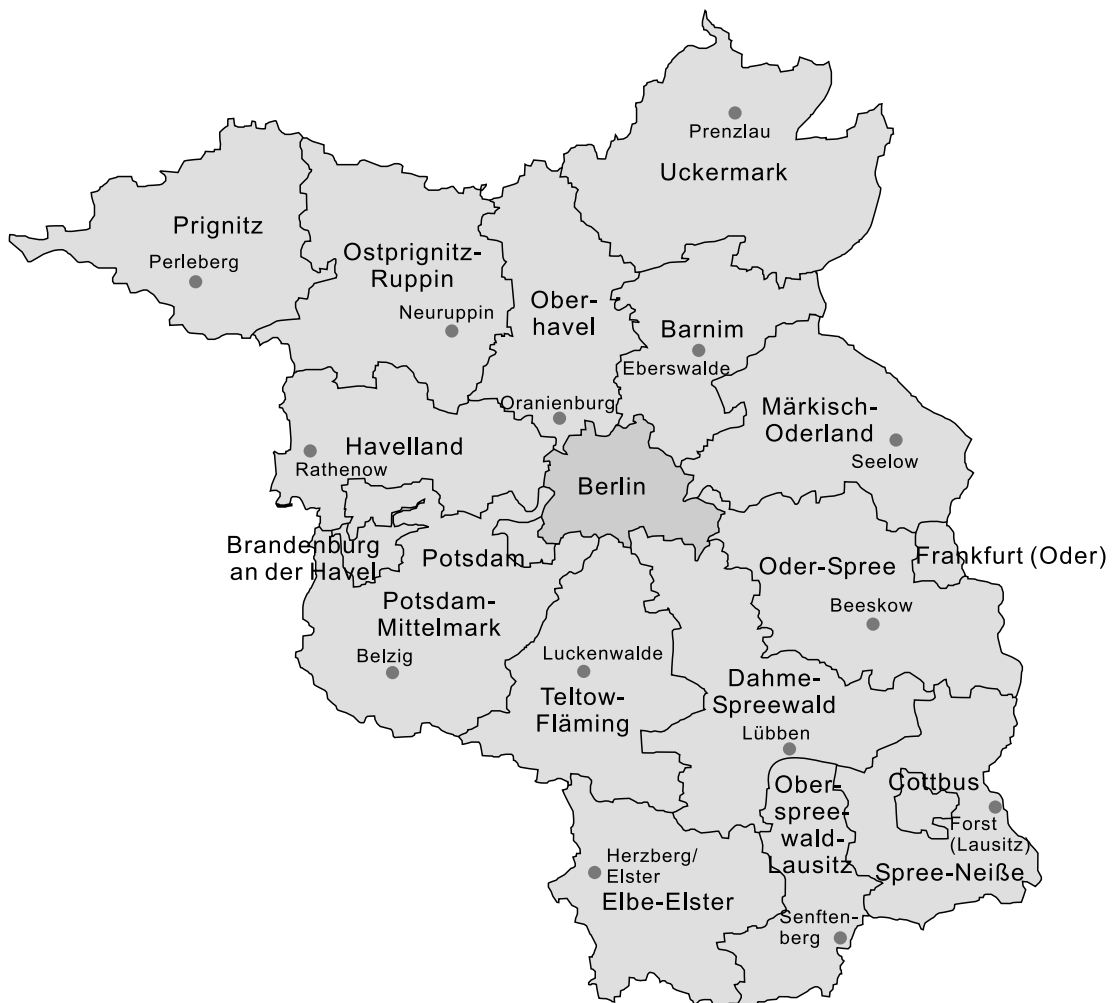 Prenzlau
Uckermark
Prignitz
Perleberg
Ostprignitz-
Ruppin
Neuruppin
Ober-
havel
Oranienburg
Barnim
Eberswalde
Märkisch-
Oderland
Seelow
Havelland
Rathenow
Berlin
Brandenburg
an der Havel
Potsdam
Oder-Spree
Frankfurt (Oder)
Beeskow
Potsdam-
Mittelmark
Belzig
Luckenwalde
Teltow-
Fläming
Dahme-
Spreewald
Lübben
Ober-
spree-
wald-
Lausitz
Cottbus
Forst
(Lausitz)
Spree-Neiße
Herzberg/
Elster
Elbe-Elster
Senften-
berg